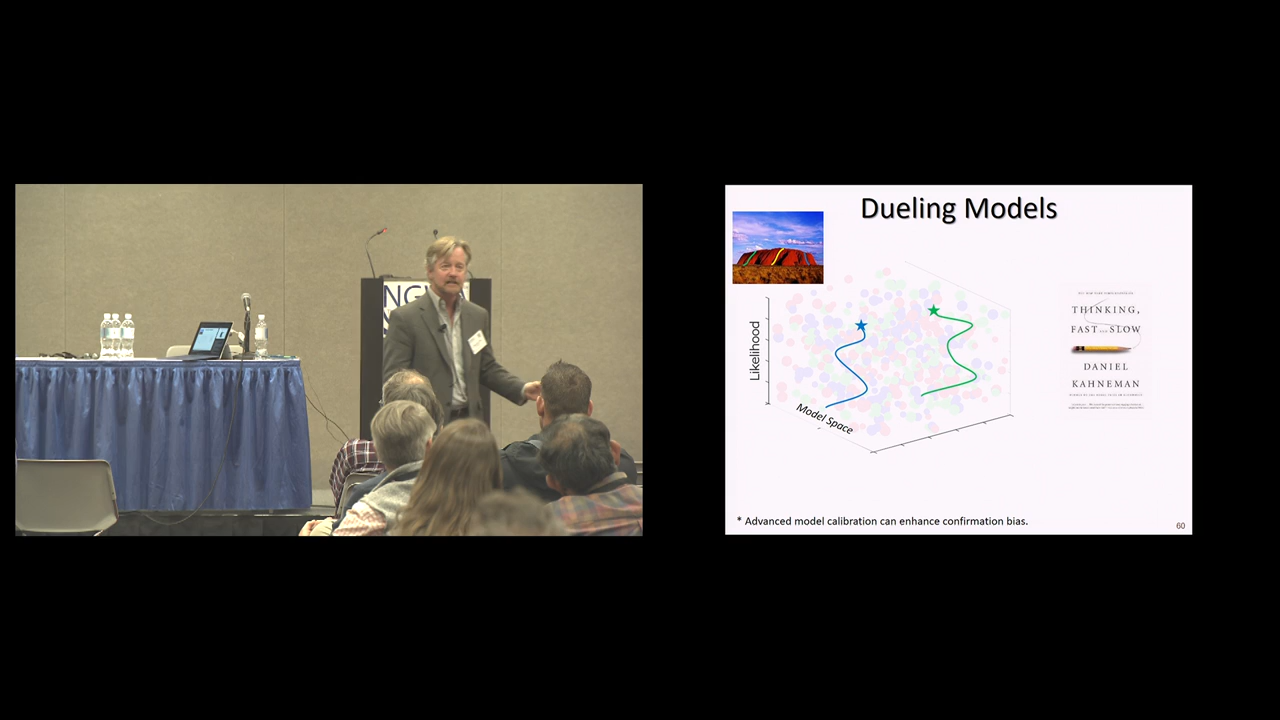 NGWA
Dueling Models
Likelihood
Model Space
THINKING,
FAST AND SLOW
DANIEL
KAHNEMAN
* Advanced model calibration can enhance confirmation bias.
60